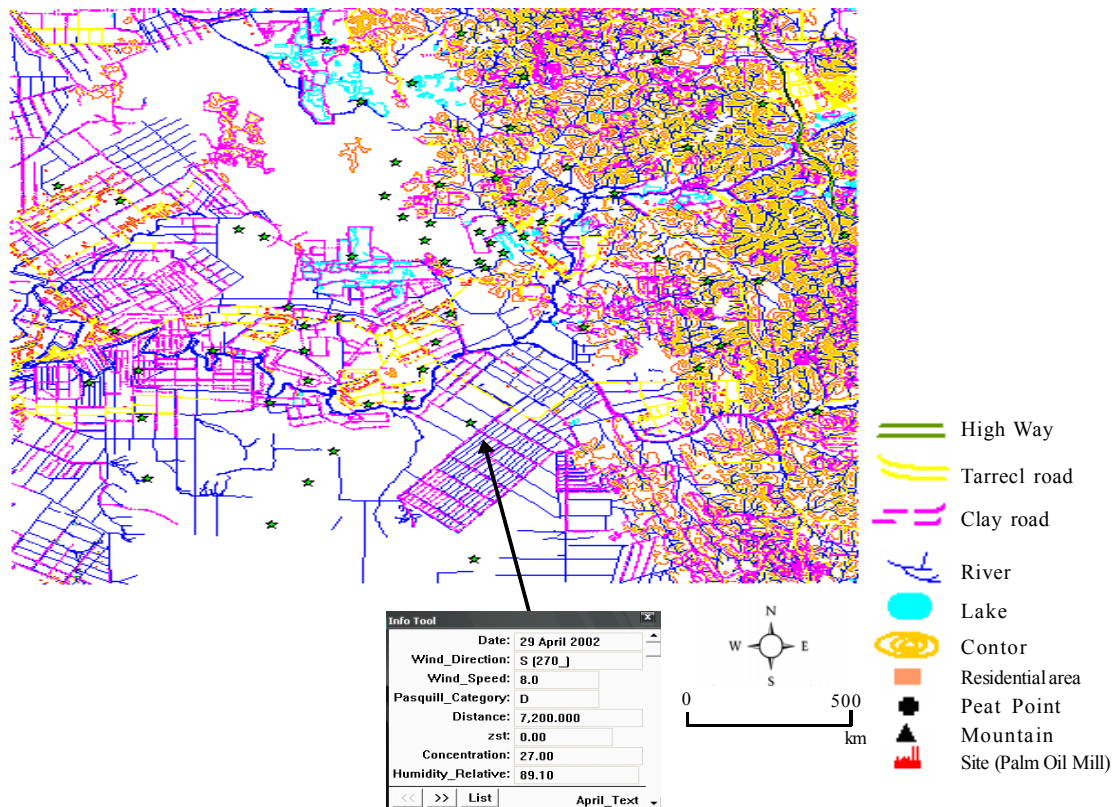 High Way
Tarrecl road
Clay road
River
Lake
Contor
Residential area
Peat Point
Mountain
Site (Palm Oil Mill)
N
W E
S
0 500
km
Info Tool
Date: 29 April 2002
Wind_Direction: S (270_)
Wind_Speed: 8.0
Pasquill_Category: D
Distance: 7,200.000
zst: 0.00
Concentration: 27.00
Humidity_Relative: 89.10
<< >> List April_Text